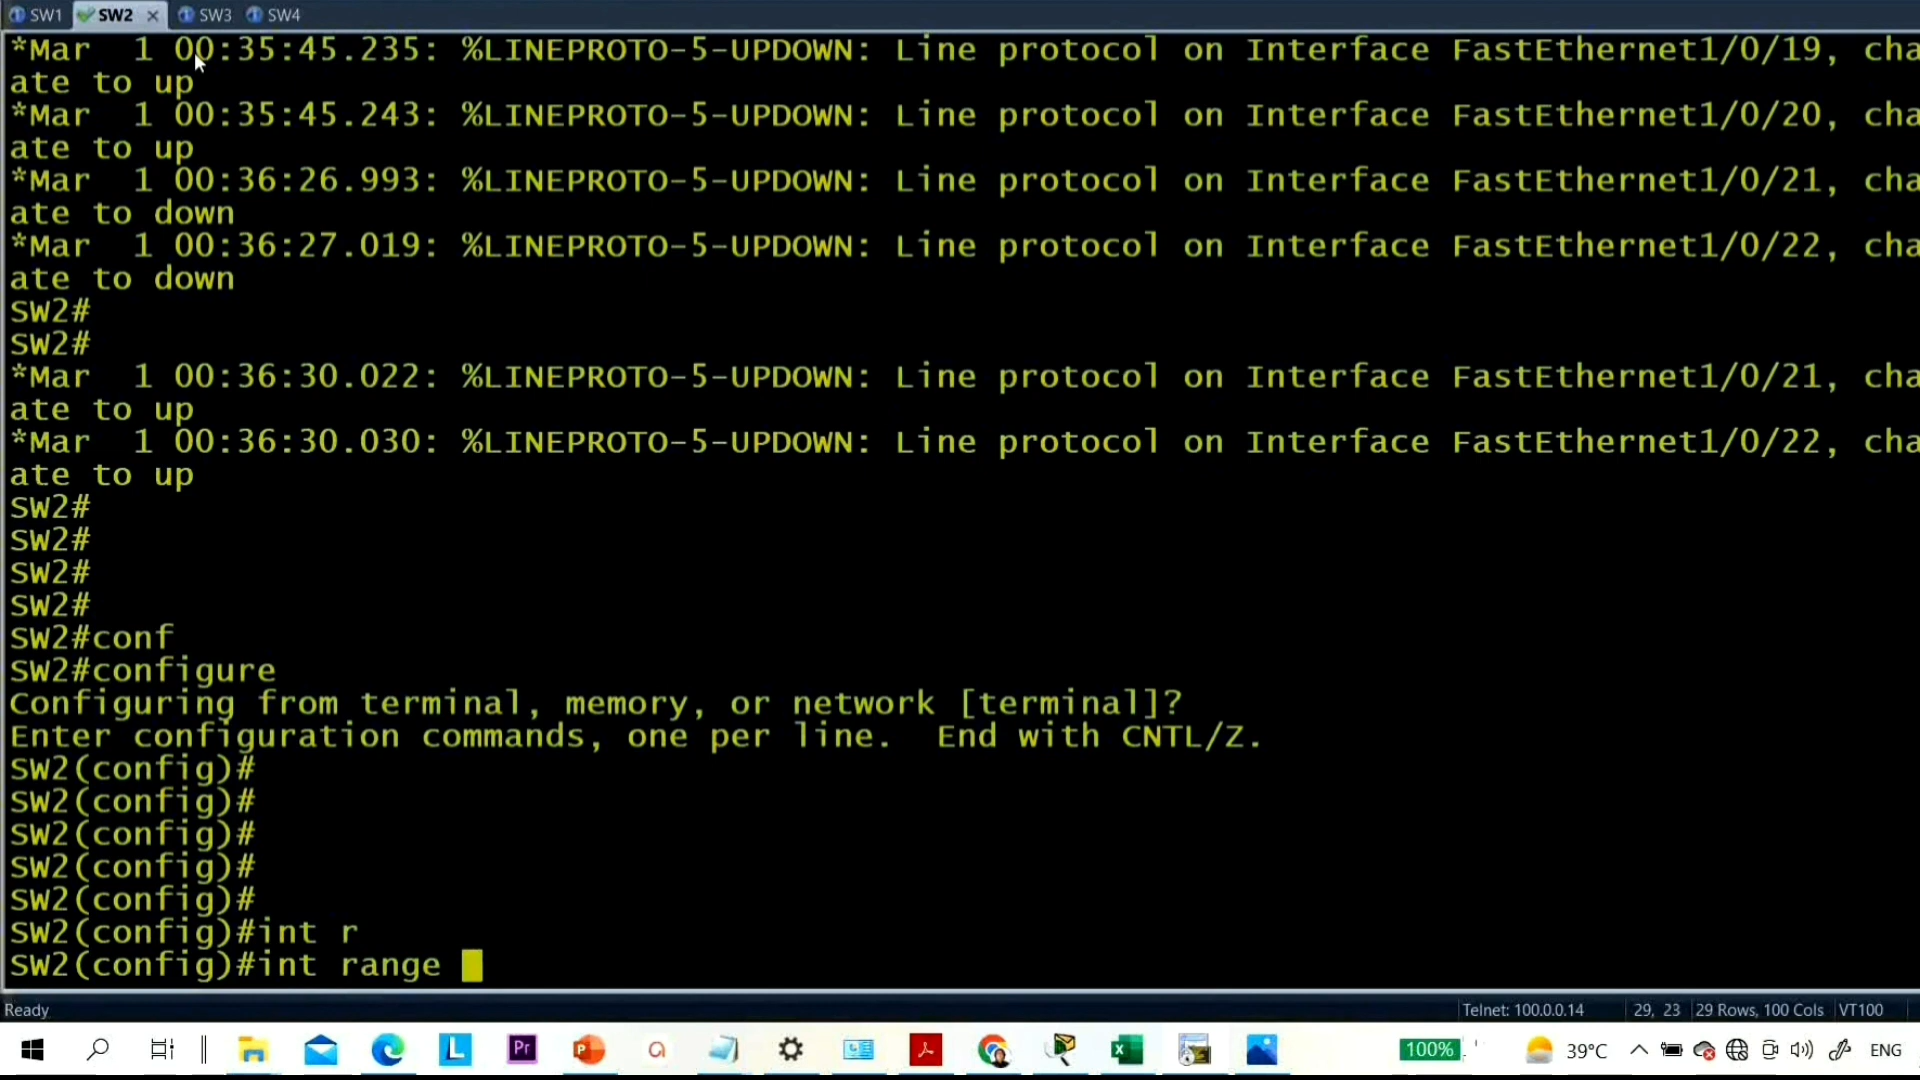 SW1 SW2 SW3 SW4
*Mar  1 00:35:45.235: %LINEPROTO-5-UPDOWN: Line protocol on Interface FastEthernet1/0/19, cha
ate to up
*Mar  1 00:35:45.243: %LINEPROTO-5-UPDOWN: Line protocol on Interface FastEthernet1/0/20, cha
ate to up
*Mar  1 00:36:26.993: %LINEPROTO-5-UPDOWN: Line protocol on Interface FastEthernet1/0/21, cha
ate to down
*Mar  1 00:36:27.019: %LINEPROTO-5-UPDOWN: Line protocol on Interface FastEthernet1/0/22, cha
ate to down
SW2#
SW2#
*Mar  1 00:36:30.022: %LINEPROTO-5-UPDOWN: Line protocol on Interface FastEthernet1/0/21, cha
ate to up
*Mar  1 00:36:30.030: %LINEPROTO-5-UPDOWN: Line protocol on Interface FastEthernet1/0/22, cha
ate to up
SW2#
SW2#
SW2#
SW2#
SW2#conf
SW2#configure
Configuring from terminal, memory, or network [terminal]?
Enter configuration commands, one per line.  End with CNTL/Z.
SW2(config)#
SW2(config)#
SW2(config)#
SW2(config)#
SW2(config)#
SW2(config)#int r
SW2(config)#int range
Ready Telnet: 100.0.0.14 29, 23 29 Rows, 100 Cols VT100
L Pr P X 100% 39°C ENG